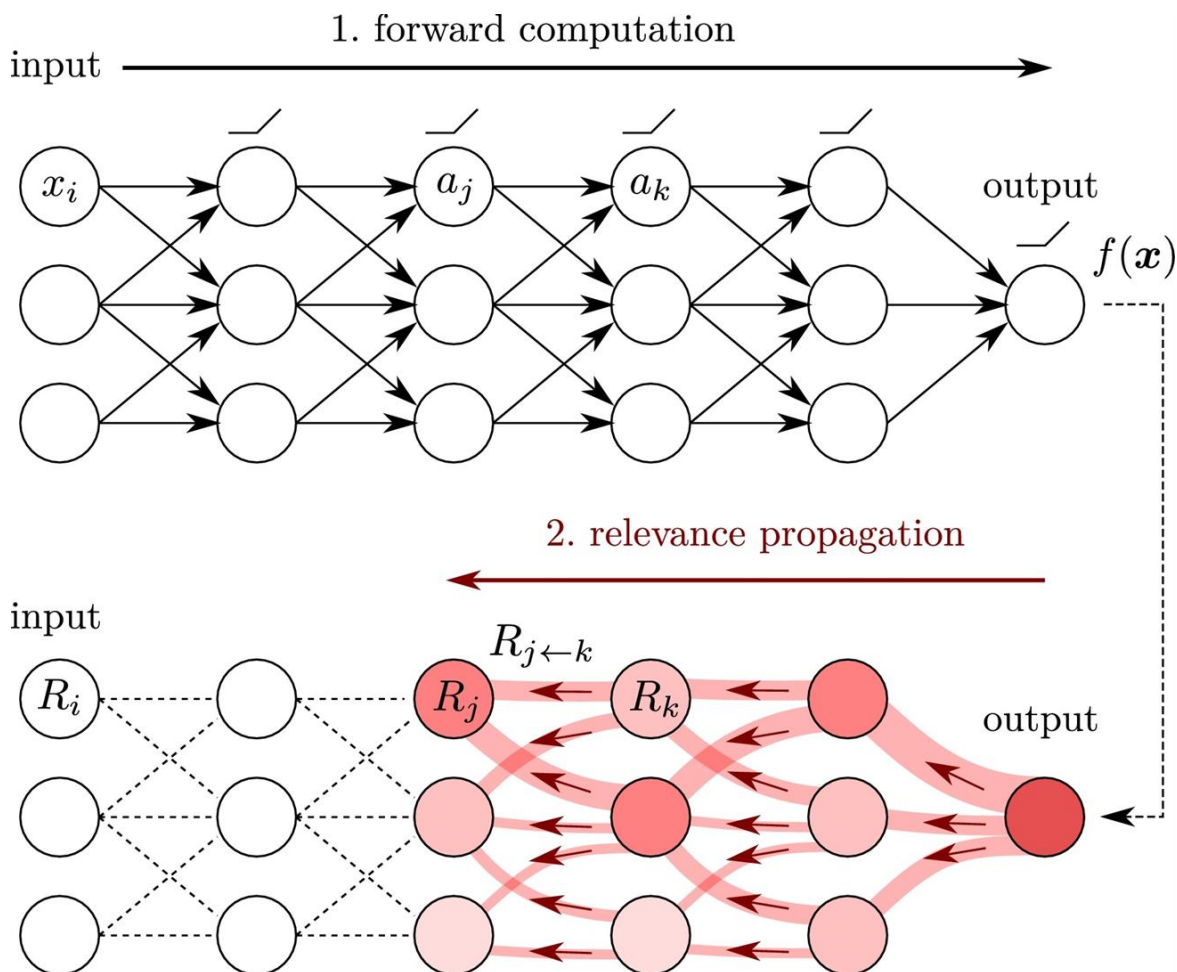 1. forward computation
input
x_i
a_j
a_k
output
f(x)
2. relevance propagation
input
R_{j←k}
R_i
R_j
R_k
output